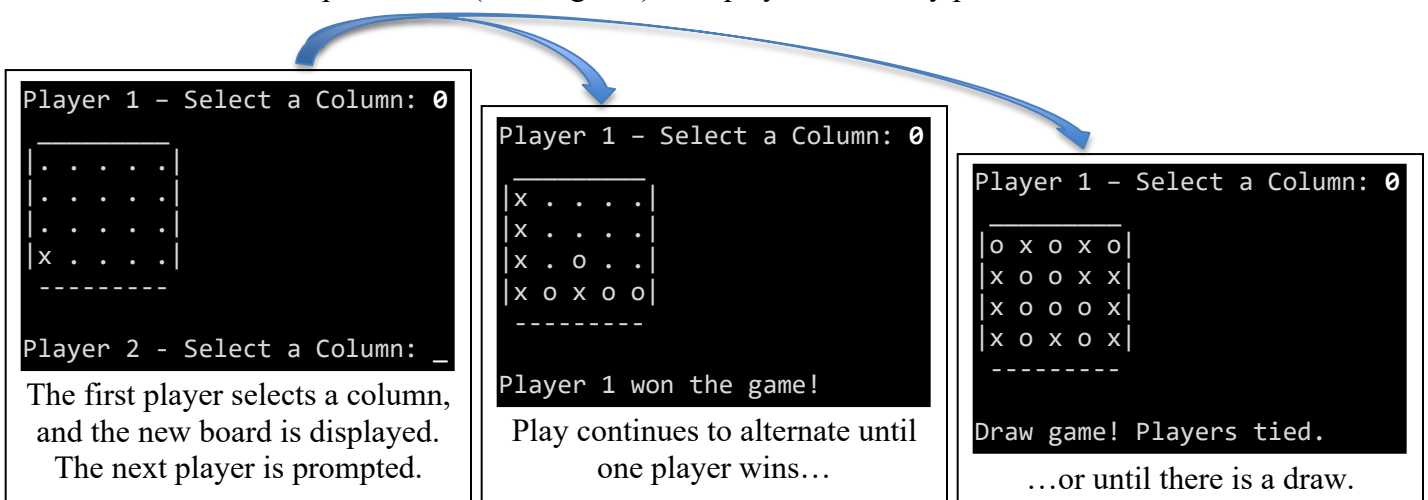 Player 1 – Select a Column: 0
_________
|. . . . .|
|. . . . .|
|. . . . .|
|x . . . .|
---------
Player 2 - Select a Column: _
The first player selects a column,
and the new board is displayed.
The next player is prompted.
Player 1 – Select a Column: 0
_________
|x . . . .|
|x . . . .|
|x . o . .|
|x o x o o|
---------
Player 1 won the game!
Play continues to alternate until
one player wins…
Player 1 – Select a Column: 0
_________
|o x o x o|
|x o o x x|
|x o o o x|
|x o x o x|
---------
Draw game! Players tied.
…or until there is a draw.